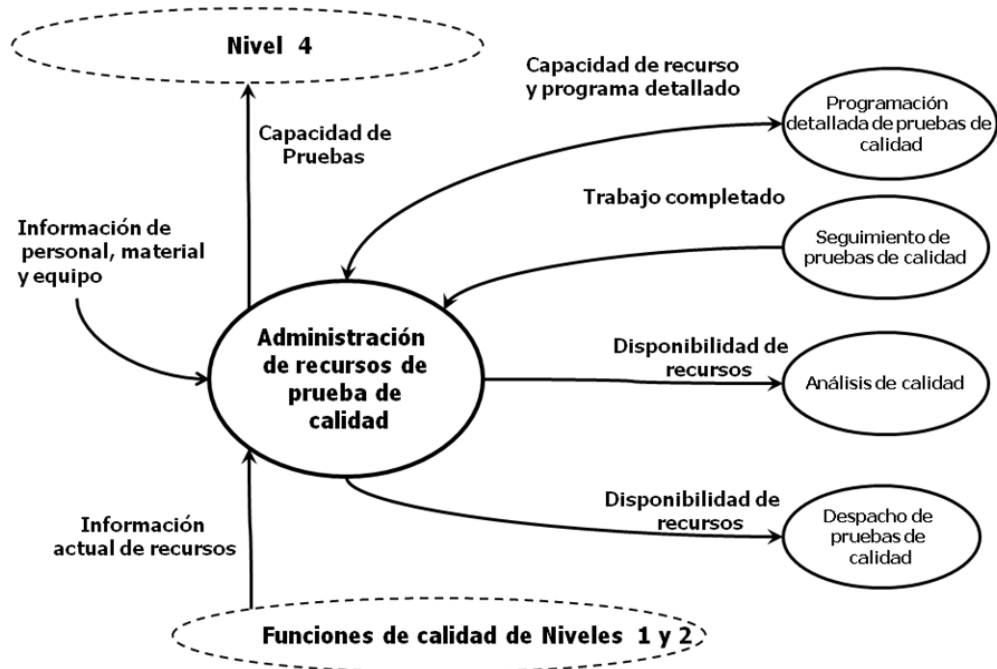 Nivel 4
Capacidad de recurso
y programa detallado
Programación
detallada de pruebas de
calidad
Capacidad de
Pruebas
Trabajo completado
Información de
personal, material
y equipo
Seguimiento de
pruebas de calidad
Administración
de recursos de
prueba de
calidad
Disponibilidad de
recursos
Análisis de calidad
Disponibilidad de
recursos
Despacho de
pruebas de
calidad
Información
actual de recursos
Funciones de calidad de Niveles 1 y 2